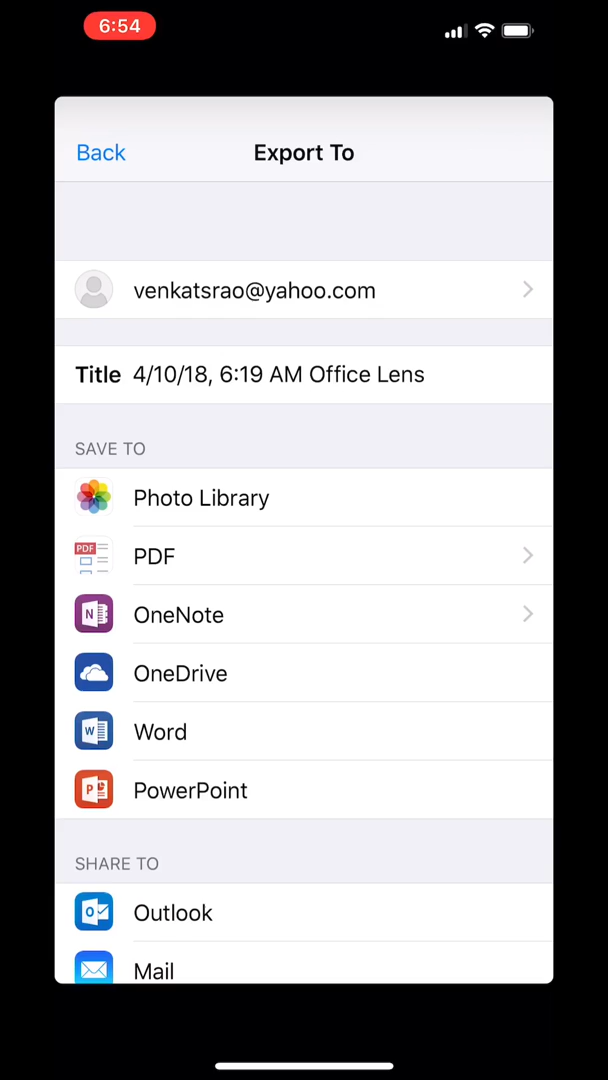 6:54
Back Export To
venkatsrao@yahoo.com
Title 4/10/18, 6:19 AM Office Lens
SAVE TO
Photo Library
PDF
PDF
N OneNote
OneDrive
W Word
P PowerPoint
SHARE TO
O Outlook
Mail